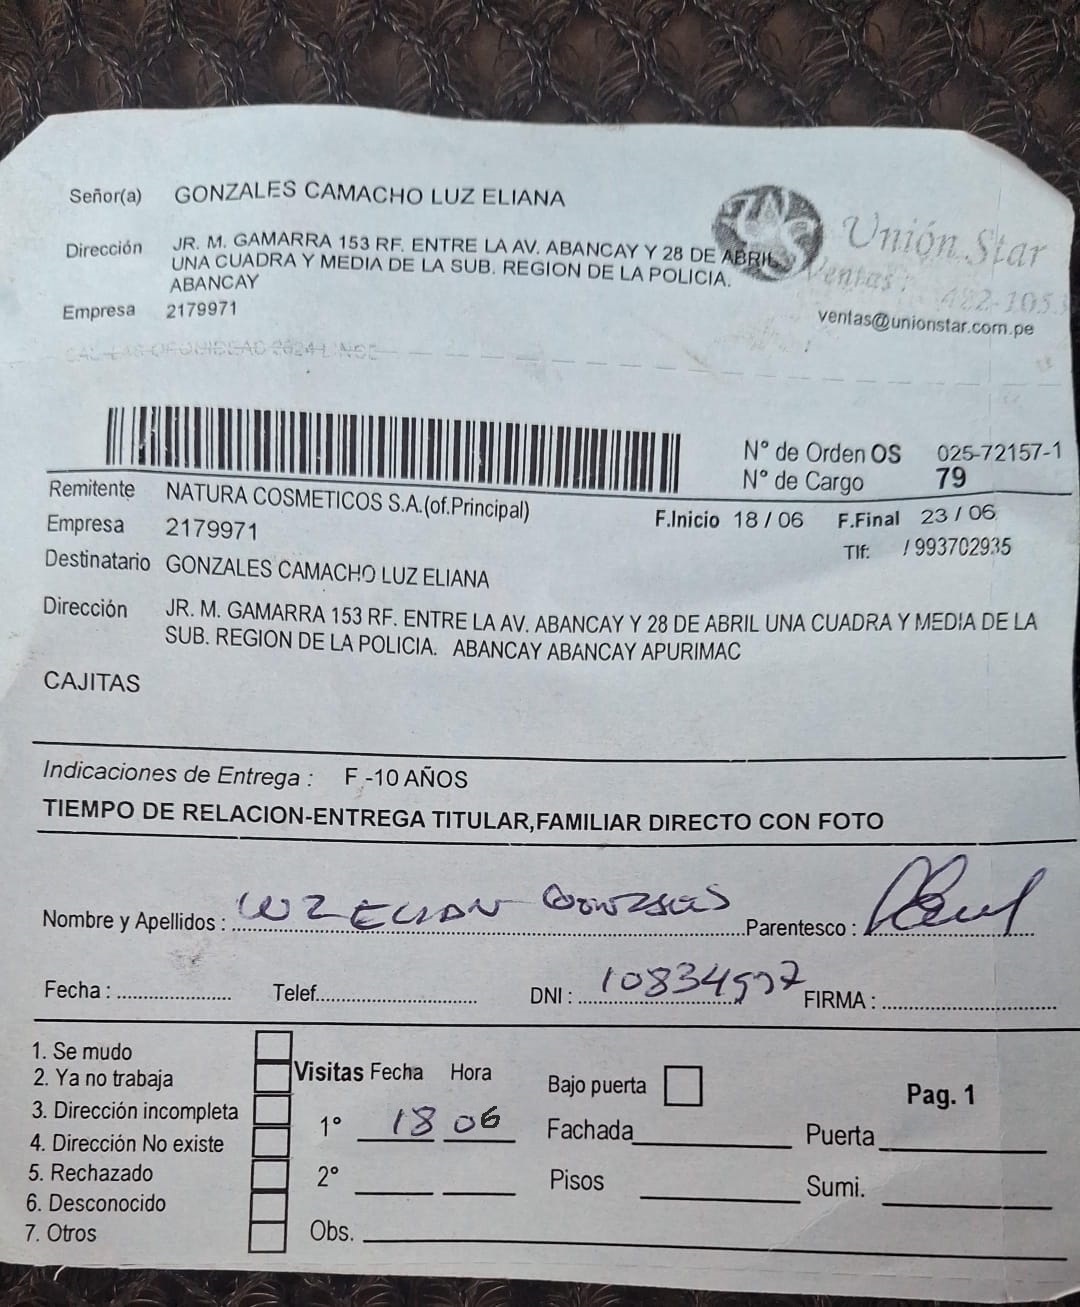 Señor(a) GONZALES CAMACHO LUZ ELIANA
Unión Star
Dirección JR. M. GAMARRA 153 RF. ENTRE LA AV. ABANCAY Y 28 DE ABRIL
UNA CUADRA Y MEDIA DE LA SUB. REGION DE LA POLICIA.
ABANCAY
Ventas: 482-1053
Empresa 2179971
ventas@unionstar.com.pe
N° de Orden OS 025-72157-1
N° de Cargo 79
Remitente NATURA COSMETICOS S.A.(of.Principal)
F.Inicio 18 / 06 F.Final 23 / 06
Empresa 2179971
Tlf: / 993702935
Destinatario GONZALES CAMACHO LUZ ELIANA
Dirección JR. M. GAMARRA 153 RF. ENTRE LA AV. ABANCAY Y 28 DE ABRIL UNA CUADRA Y MEDIA DE LA
SUB. REGION DE LA POLICIA. ABANCAY ABANCAY APURIMAC
CAJITAS
Indicaciones de Entrega : F -10 AÑOS
TIEMPO DE RELACION-ENTREGA TITULAR,FAMILIAR DIRECTO CON FOTO
Nombre y Apellidos : LUZ ELIAN Gonzales Parentesco :
Fecha : Telef. DNI : FIRMA :
1. Se mudo
2. Ya no trabaja
3. Dirección incompleta
4. Dirección No existe
5. Rechazado
6. Desconocido
7. Otros
Visitas Fecha Hora
1° 18 06
2°
Obs.
Bajo puerta
Fachada Puerta
Pisos Sumi.
Pag. 1